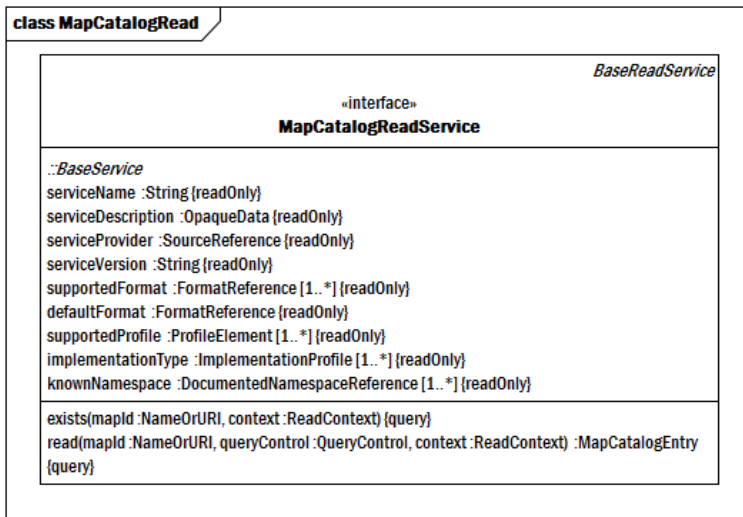 class MapCatalogRead
BaseReadService
«interface»
MapCatalogReadService
::BaseService
serviceName :String {readOnly}
serviceDescription :OpaqueData {readOnly}
serviceProvider :SourceReference {readOnly}
serviceVersion :String {readOnly}
supportedFormat :FormatReference [1..*] {readOnly}
defaultFormat :FormatReference {readOnly}
supportedProfile :ProfileElement [1..*] {readOnly}
implementationType :ImplementationProfile [1..*] {readOnly}
knownNamespace :DocumentedNamespaceReference [1..*] {readOnly}
exists(mapId :NameOrURI, context :ReadContext) {query}
read(mapId :NameOrURI, queryControl :QueryControl, context :ReadContext) :MapCatalogEntry
{query}